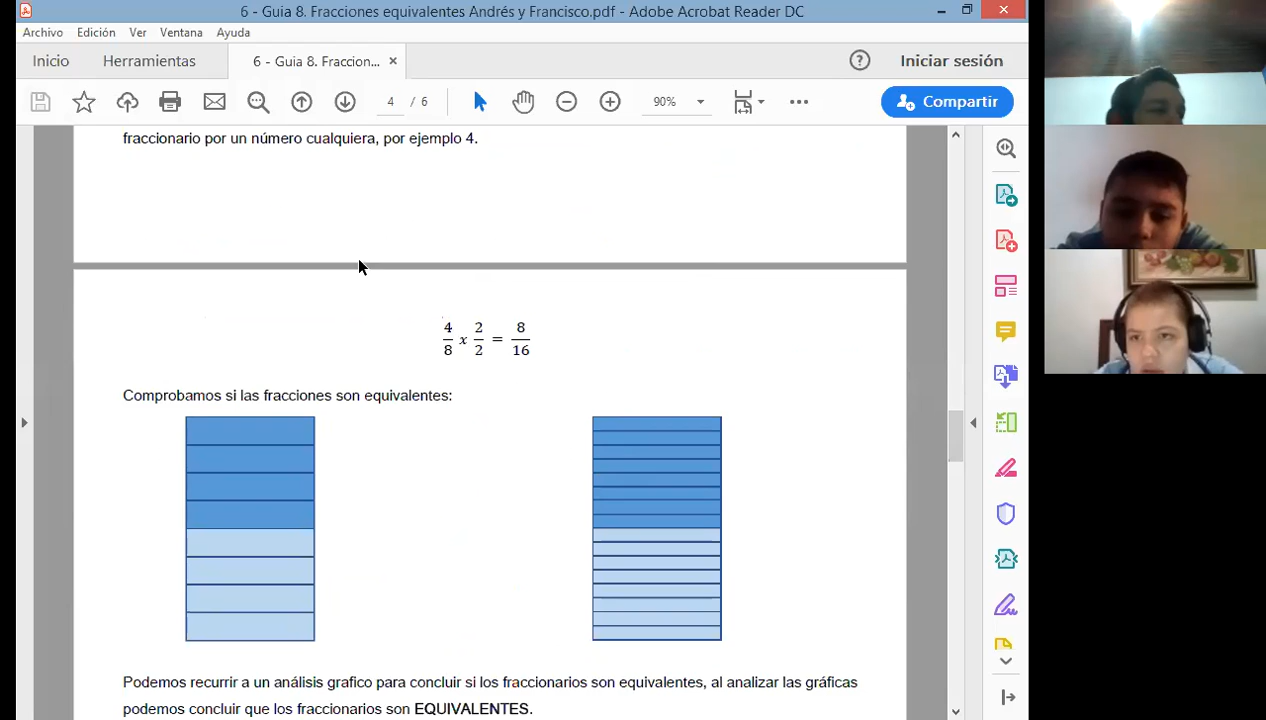 6 - Guia 8. Fracciones equivalentes Andrés y Francisco.pdf - Adobe Acrobat Reader DC
Archivo Edición Ver Ventana Ayuda
Inicio Herramientas 6 - Guia 8. Fraccion... × Iniciar sesión
4 / 6 90% Compartir
fraccionario por un número cualquiera, por ejemplo 4.
4/8 x 2/2 = 8/16
Comprobamos si las fracciones son equivalentes:
Podemos recurrir a un análisis grafico para concluir si los fraccionarios son equivalentes, al analizar las gráficas
podemos concluir que los fraccionarios son EQUIVALENTES.